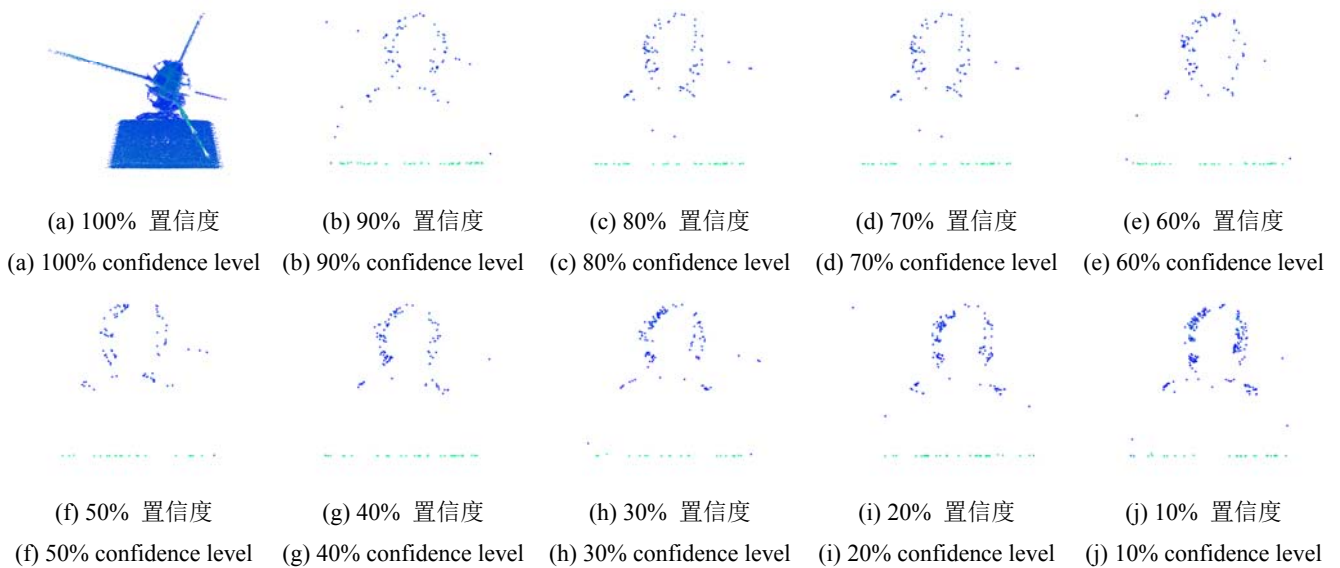 (a) 100% 置信度 (b) 90% 置信度 (c) 80% 置信度 (d) 70% 置信度 (e) 60% 置信度
(a) 100% confidence level (b) 90% confidence level (c) 80% confidence level (d) 70% confidence level (e) 60% confidence level
(f) 50% 置信度 (g) 40% 置信度 (h) 30% 置信度 (i) 20% 置信度 (j) 10% 置信度
(f) 50% confidence level (g) 40% confidence level (h) 30% confidence level (i) 20% confidence level (j) 10% confidence level